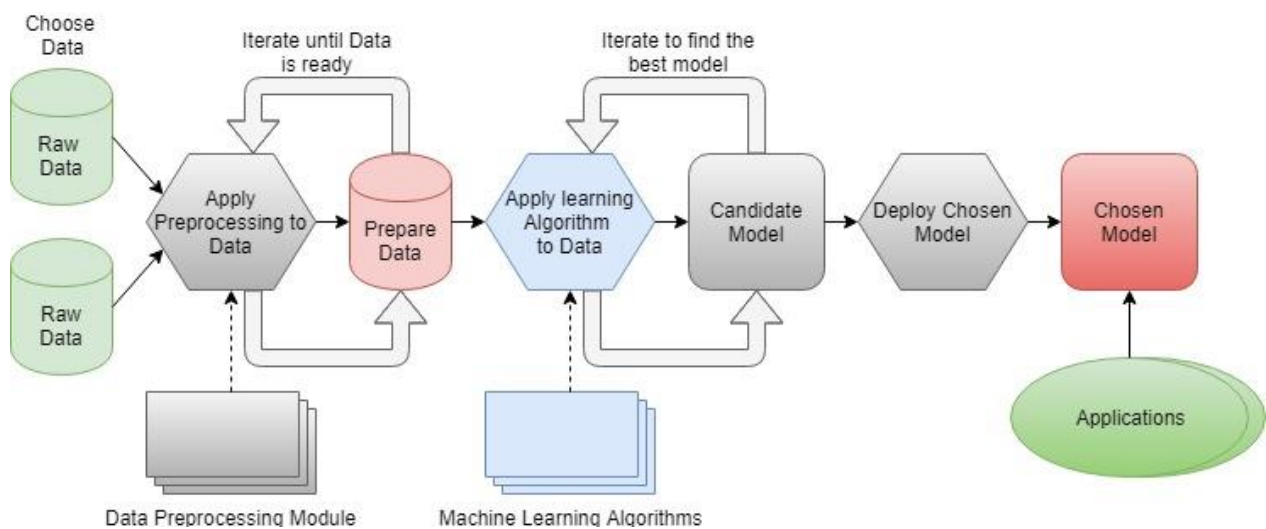 Choose
Data
Iterate until Data
is ready
Iterate to find the
best model
Raw
Data
Raw
Data
Apply
Preprocessing to
Data
Prepare
Data
Apply learning
Algorithm
to Data
Candidate
Model
Deploy Chosen
Model
Chosen
Model
Applications
Data Preprocessing Module
Machine Learning Algorithms